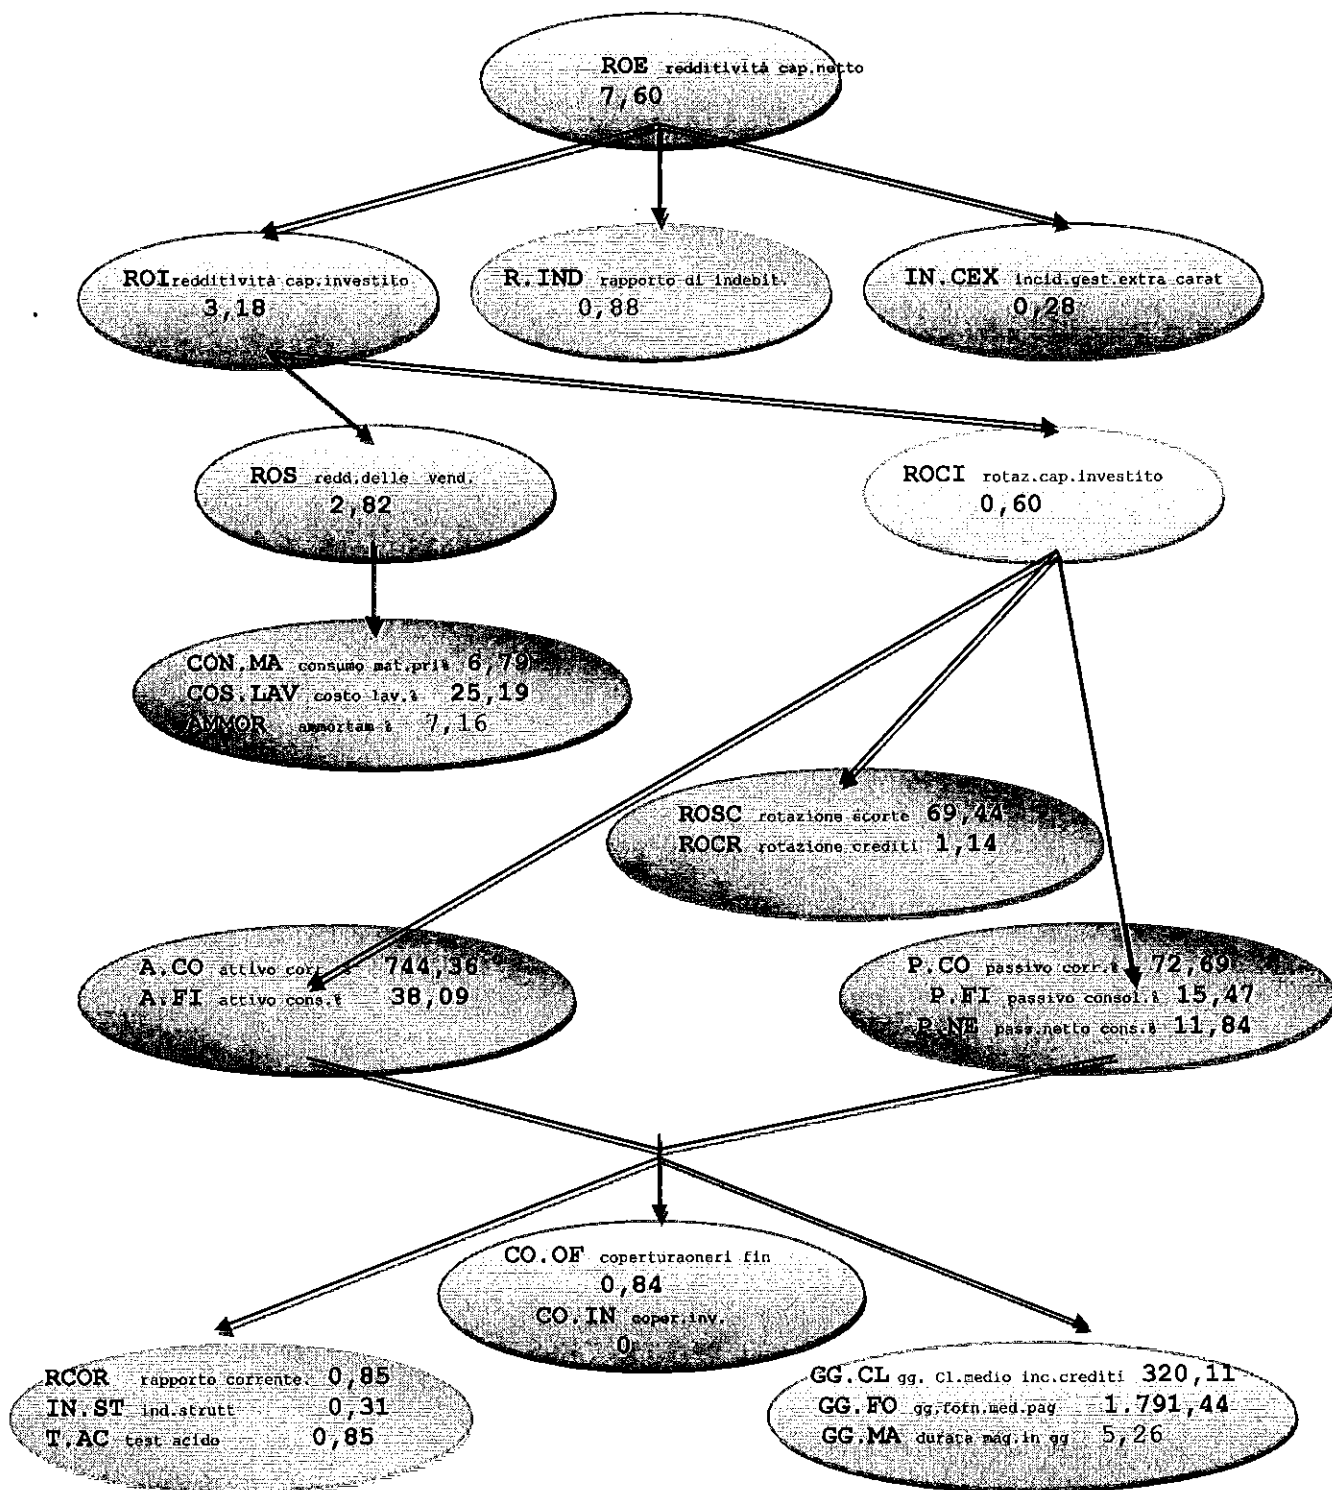 ROE redditività cap.netto
7,60
ROI redditività cap.investito
3,18
R.IND rapporto di indebit.
0,88
IN.CEX incid.gest.extra carat
0,28
ROS redd.delle vend.
2,82
ROCI rotaz.cap.investito
0,60
CON.MA consumo mat.pri% 6,79
COS.LAV costo lav.% 25,19
AMMOR ammortam % 7,16
ROSC rotazione scorte 69,44
ROCR rotazione crediti 1,14
A.CO attivo corr 744,36
A.FI attivo cons.% 38,09
P.CO passivo corr.% 72,69
P.FI passivo consol.% 15,47
P.NE pass.netto cons.% 11,84
CO.OF coperturaoneri fin
0,84
CO.IN coper.inv.
0
RCOR rapporto corrente. 0,85
IN.ST ind.strutt 0,31
T.AC test acido 0,85
GG.CL gg. Cl.medio inc.crediti 320,11
GG.FO gg.forn.med.pag 1.791,44
GG.MA durata mag.in gg 5,26